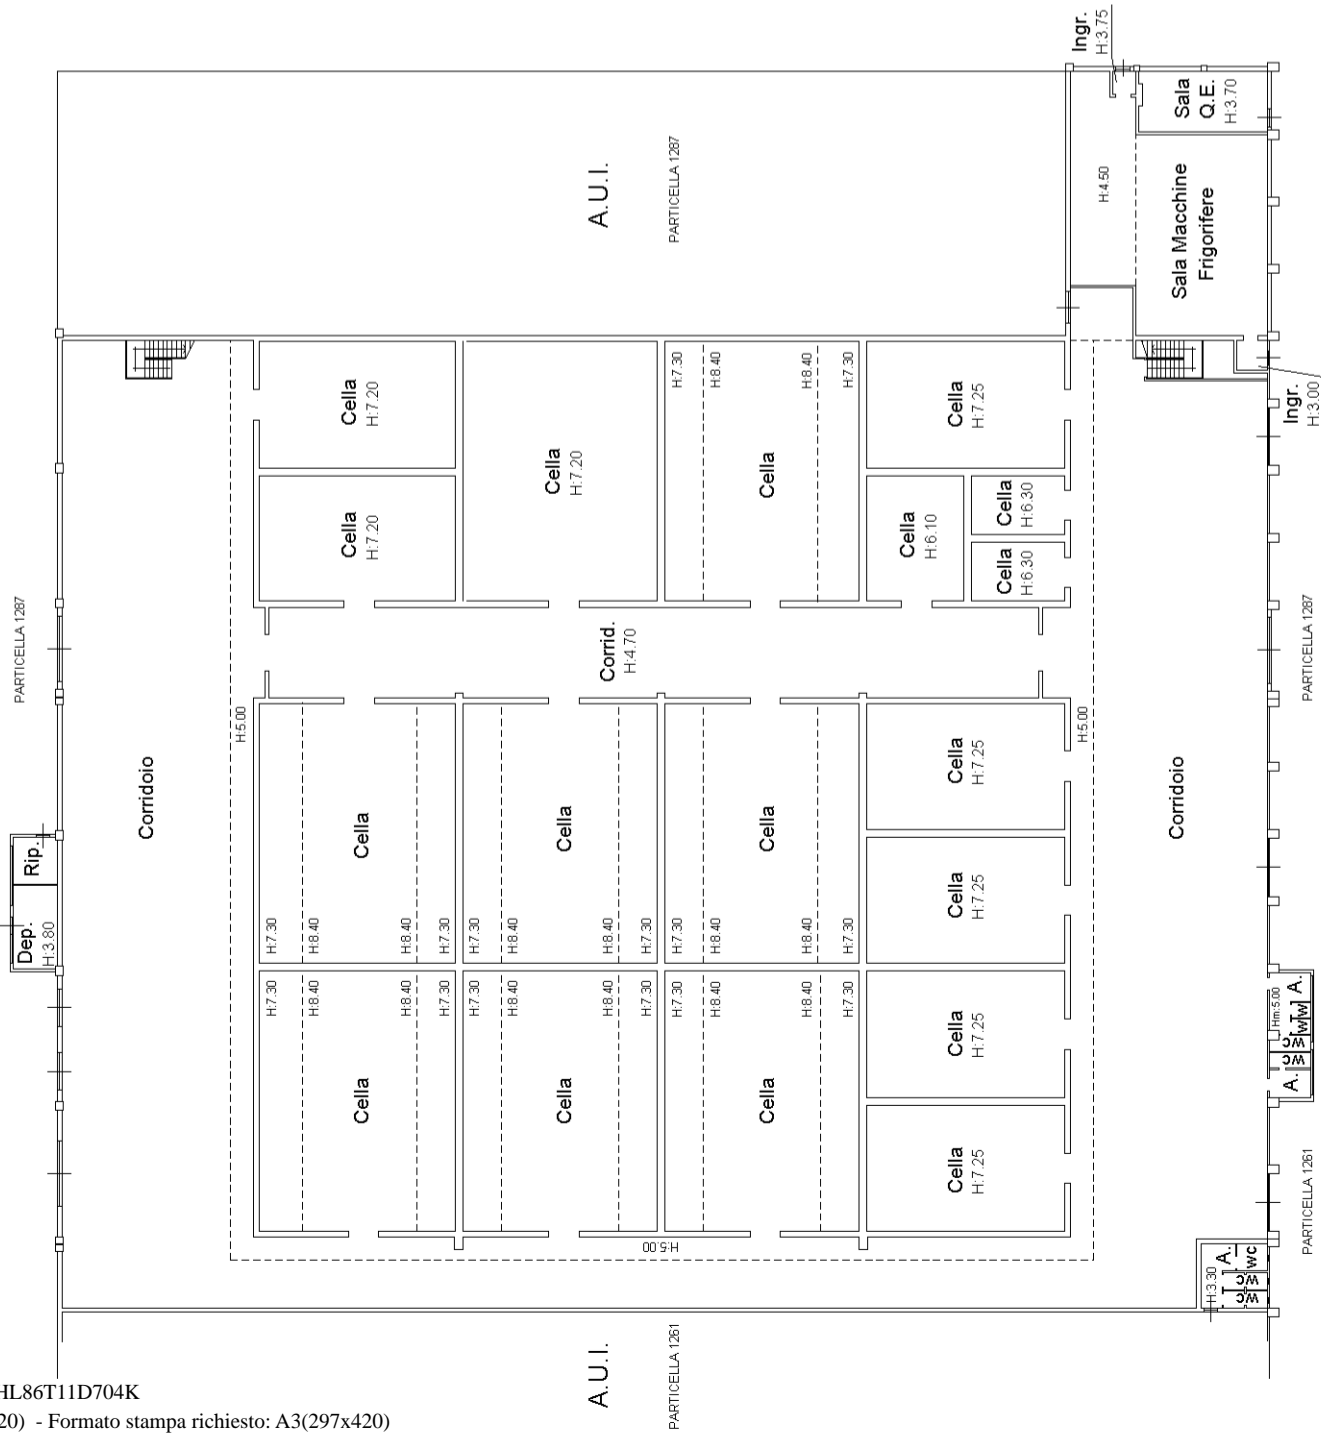 Ingr.
H:3.75
Sala
Q.E.
H:3.70
A.U.I.
PARTICELLA 1287
H:4.50
Sala Macchine
Frigorifere
Cella
H:7.20
Cella
H:7.20
Cella
H:7.20
H:7.30
H:8.40
Cella
H:8.40
H:7.30
Cella
H:7.25
Cella
H:6.10
Cella
H:6.30
Cella
H:6.30
Ingr.
H:3.00
PARTICELLA 1287
Corrid.
H:4.70
PARTICELLA 1287
H:5.00
H:5.00
Corridoio
Corridoio
Rip.
Dep.
H:3.80
Cella
H:7.30
H:8.40
H:8.40
H:7.30
Cella
H:7.30
H:8.40
H:8.40
H:7.30
Cella
H:7.30
H:8.40
H:8.40
H:7.30
Cella
H:7.25
Cella
H:7.25
H:7.30
H:8.40
H:8.40
H:7.30
Cella
H:7.30
H:8.40
H:8.40
H:7.30
Cella
H:7.30
H:8.40
H:8.40
H:7.30
Cella
Cella
H:7.25
Cella
H:7.25
Hm:5.00
A.
W
W
WC
WC
A.
H:5.00
PARTICELLA 1261
H:3.30
A.
WC
WC
WC
A.U.I.
PARTICELLA 1261
HL86T11D704K
20) - Formato stampa richiesto: A3(297x420)